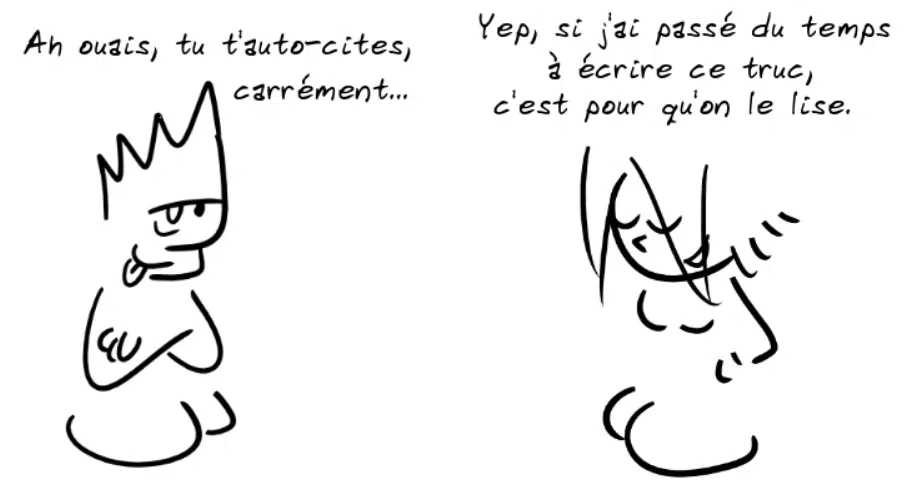 Ah ouais, tu t'auto-cites,
carrément...
Yep, si j'ai passé du temps
à écrire ce truc,
c'est pour qu'on le lise.